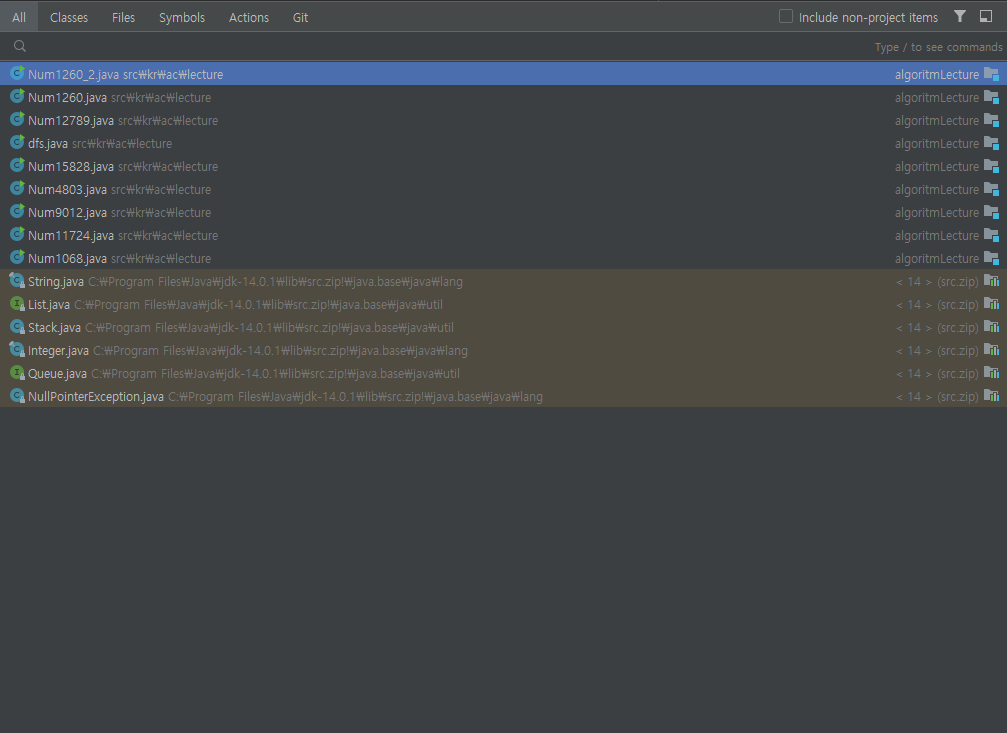 All Classes Files Symbols Actions Git Include non-project items
Type / to see commands
Num1260_2.java src₩kr₩ac₩lecture algoritmLecture
Num1260.java src₩kr₩ac₩lecture algoritmLecture
Num12789.java src₩kr₩ac₩lecture algoritmLecture
dfs.java src₩kr₩ac₩lecture algoritmLecture
Num15828.java src₩kr₩ac₩lecture algoritmLecture
Num4803.java src₩kr₩ac₩lecture algoritmLecture
Num9012.java src₩kr₩ac₩lecture algoritmLecture
Num11724.java src₩kr₩ac₩lecture algoritmLecture
Num1068.java src₩kr₩ac₩lecture algoritmLecture
String.java C:₩Program Files₩Java₩jdk-14.0.1₩lib₩src.zip!₩java.base₩java₩lang < 14 > (src.zip)
List.java C:₩Program Files₩Java₩jdk-14.0.1₩lib₩src.zip!₩java.base₩java₩util < 14 > (src.zip)
Stack.java C:₩Program Files₩Java₩jdk-14.0.1₩lib₩src.zip!₩java.base₩java₩util < 14 > (src.zip)
Integer.java C:₩Program Files₩Java₩jdk-14.0.1₩lib₩src.zip!₩java.base₩java₩lang < 14 > (src.zip)
Queue.java C:₩Program Files₩Java₩jdk-14.0.1₩lib₩src.zip!₩java.base₩java₩util < 14 > (src.zip)
NullPointerException.java C:₩Program Files₩Java₩jdk-14.0.1₩lib₩src.zip!₩java.base₩java₩lang < 14 > (src.zip)